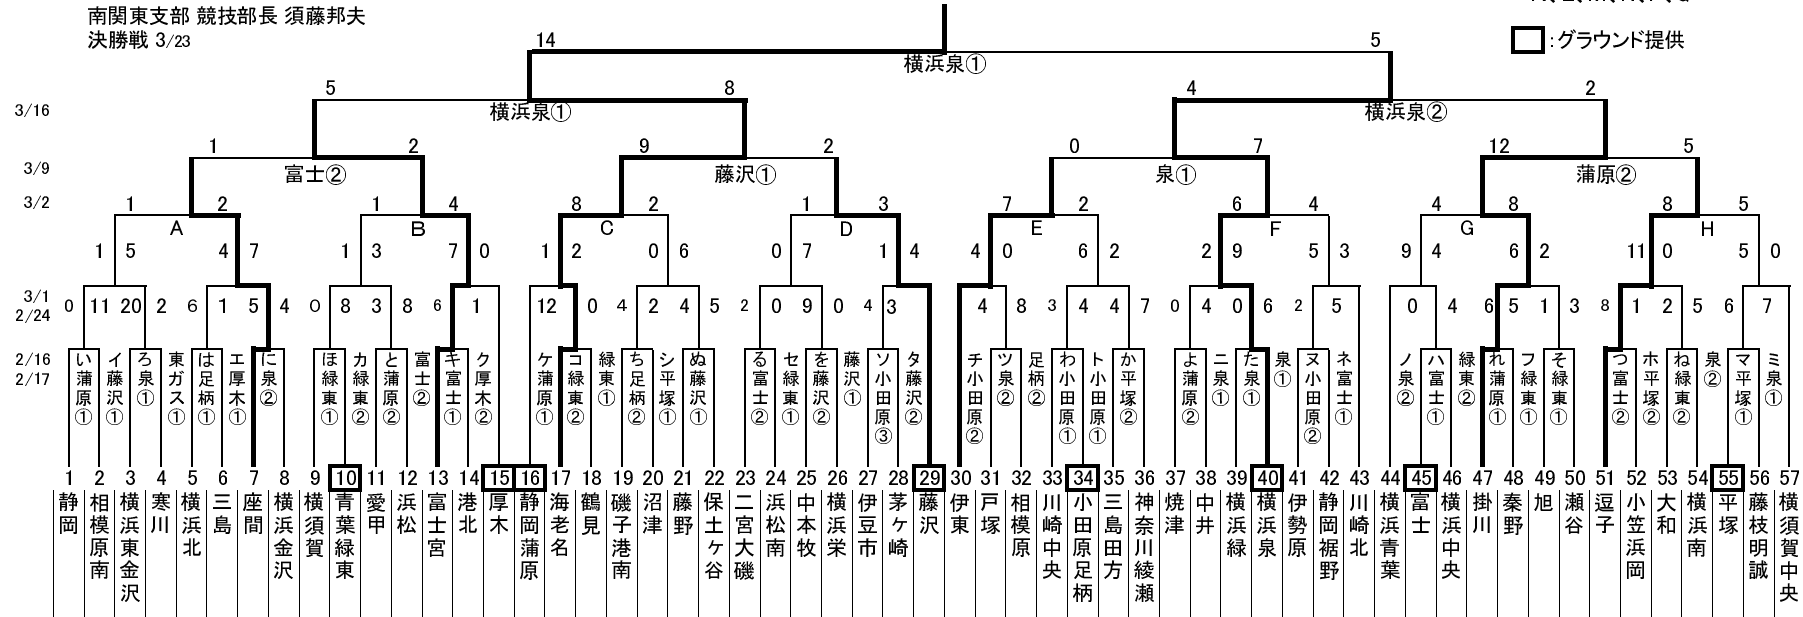 南関東支部 競技部長 須藤邦夫
決勝戦 3/23
:グラウンド提供
14 5
横浜泉①
5 8 4 2
3/16 横浜泉① 横浜泉②
1 2 9 2 0 7 12 5
3/9 富士② 藤沢① 泉① 蒲原②
3/2 1 2 1 4 8 2 1 3 7 2 6 4 4 8 8 5
A B C D E F G H
1 5 4 7 1 3 7 0 1 2 0 6 0 7 1 4 4 0 6 2 2 9 5 3 9 4 6 2 11 0 5 0
3/1
2/24
0 11 20 2 6 1 5 4 0 8 3 8 6 1 12 0 4 2 4 5 2 0 9 0 4 3 4 8 3 4 4 7 0 4 0 6 2 5 0 4 6 5 1 3 8 1 2 5 6 7
2/16
2/17
い蒲原①
イ藤沢①
ろ泉①
東ガス①
は足柄①
エ厚木①
に泉②
ほ緑東①
カ緑東②
と蒲原②
富士②
キ富士①
ク厚木②
ケ蒲原①
コ緑東②
緑東①
ち足柄②
シ平塚①
ぬ藤沢①
る富士②
セ緑東①
を藤沢②
藤沢①
ソ小田原③
タ藤沢②
チ小田原②
ツ泉②
足柄②
わ小田原①
ト小田原①
か平塚②
よ蒲原②
ニ泉①
た泉①
泉①
ヌ小田原②
ネ富士①
ノ泉②
ハ富士①
緑東②
れ蒲原①
フ緑東①
そ緑東①
つ富士②
ホ平塚②
ね緑東②
泉②
マ平塚①
ミ泉①
1 静岡
2 相模原南
3 横浜東金沢
4 寒川
5 横浜北
6 三島
7 座間
8 横浜金沢
9 横須賀
10 青葉緑東
11 愛甲
12 浜松
13 富士宮
14 港北
15 厚木
16 静岡蒲原
17 海老名
18 鶴見
19 磯子港南
20 沼津
21 藤野
22 保土ヶ谷
23 二宮大磯
24 浜松南
25 中本牧
26 横浜栄
27 伊豆市
28 茅ヶ崎
29 藤沢
30 伊東
31 戸塚
32 相模原
33 川崎中央
34 小田原足柄
35 三島田方
36 神奈川綾瀬
37 焼津
38 中井
39 横浜緑
40 横浜泉
41 伊勢原
42 静岡裾野
43 川崎北
44 横浜青葉
45 富士
46 横浜中央
47 掛川
48 秦野
49 旭
50 瀬谷
51 逗子
52 小笠浜岡
53 大和
54 横浜南
55 平塚
56 藤枝明誠
57 横須賀中央